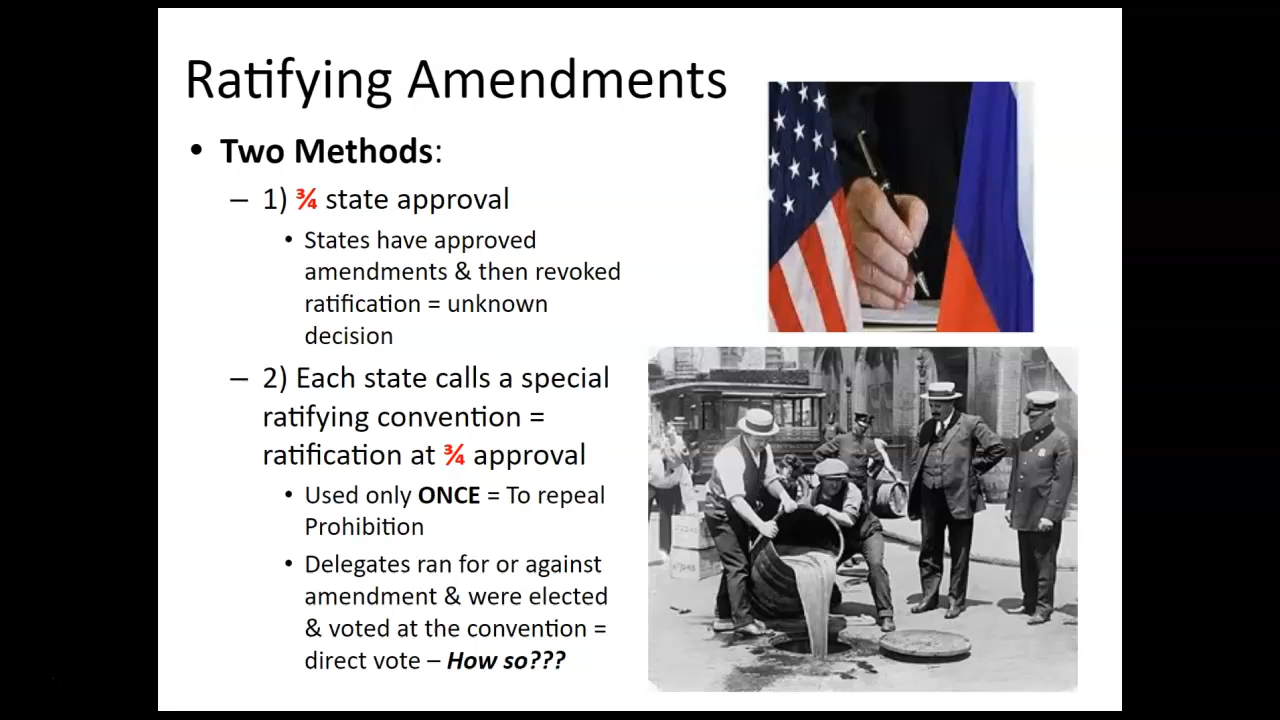 Ratifying Amendments
• Two Methods:
– 1) ¾ state approval
• States have approved
amendments & then revoked
ratification = unknown
decision
– 2) Each state calls a special
ratifying convention =
ratification at ¾ approval
• Used only ONCE = To repeal
Prohibition
• Delegates ran for or against
amendment & were elected
& voted at the convention =
direct vote – How so???